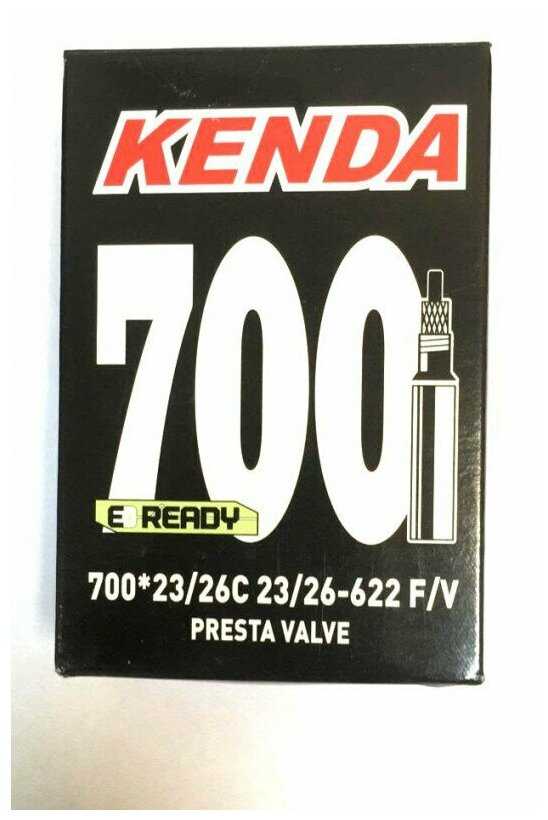 KENDA
700
E READY
700*23/26C 23/26-622 F/V
PRESTA VALVE